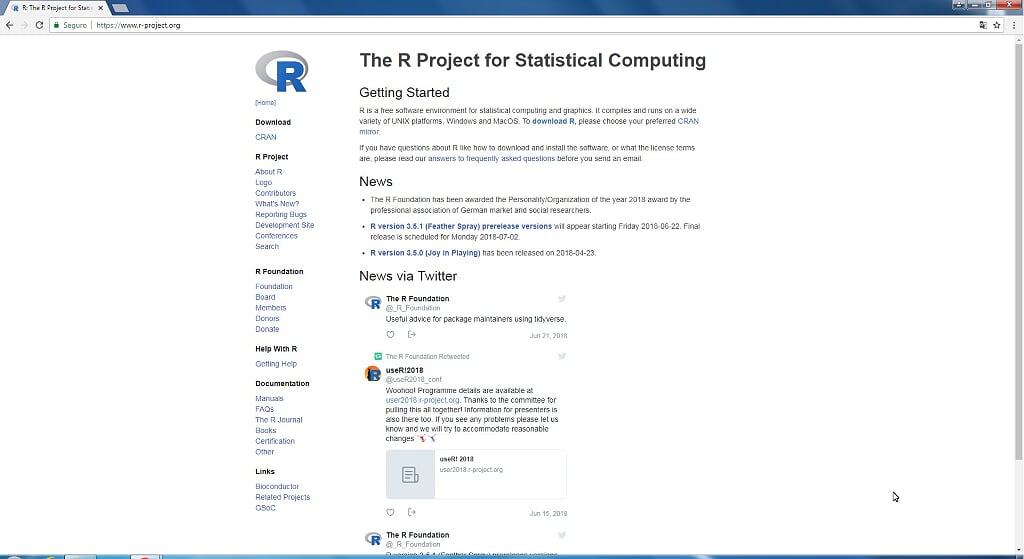 R: The R Project for Stati
Seguro
https://www.r-project.org
R
[Home]
Download
CRAN
R Project
About R
Logo
Contributors
What's New?
Reporting Bugs
Development Site
Conferences
Search
R Foundation
Foundation
Board
Members
Donors
Donate
Help With R
Getting Help
Documentation
Manuals
FAQs
The R Journal
Books
Certification
Other
Links
Bioconductor
Related Projects
GSoC
The R Project for Statistical Computing
Getting Started
R is a free software environment for statistical computing and graphics. It compiles and runs on a wide
variety of UNIX platforms, Windows and MacOS. To download R, please choose your preferred CRAN
mirror.
If you have questions about R like how to download and install the software, or what the license terms
are, please read our answers to frequently asked questions before you send an email.
News
The R Foundation has been awarded the Personality/Organization of the year 2018 award by the
professional association of German market and social researchers.
R version 3.5.1 (Feather Spray) prerelease versions will appear starting Friday 2018-06-22. Final
release is scheduled for Monday 2018-07-02.
R version 3.5.0 (Joy in Playing) has been released on 2018-04-23.
News via Twitter
R
The R Foundation
@_R_Foundation
Useful advice for package maintainers using tidyverse.
Jun 21, 2018
The R Foundation Retweeted
R
useR!2018
@useR2018_conf
Woohoo! Programme details are available at
user2018.r-project.org. Thanks to the committee for
pulling this all together! Information for presenters is
also there too. If you see any problems please let us
know and we will try to accommodate reasonable
changes
useR! 2018
user2018.r-project.org
Jun 15, 2018
R
The R Foundation
@_R_Foundation
R version 3.5.1 (Feather Spray) prerelease versions